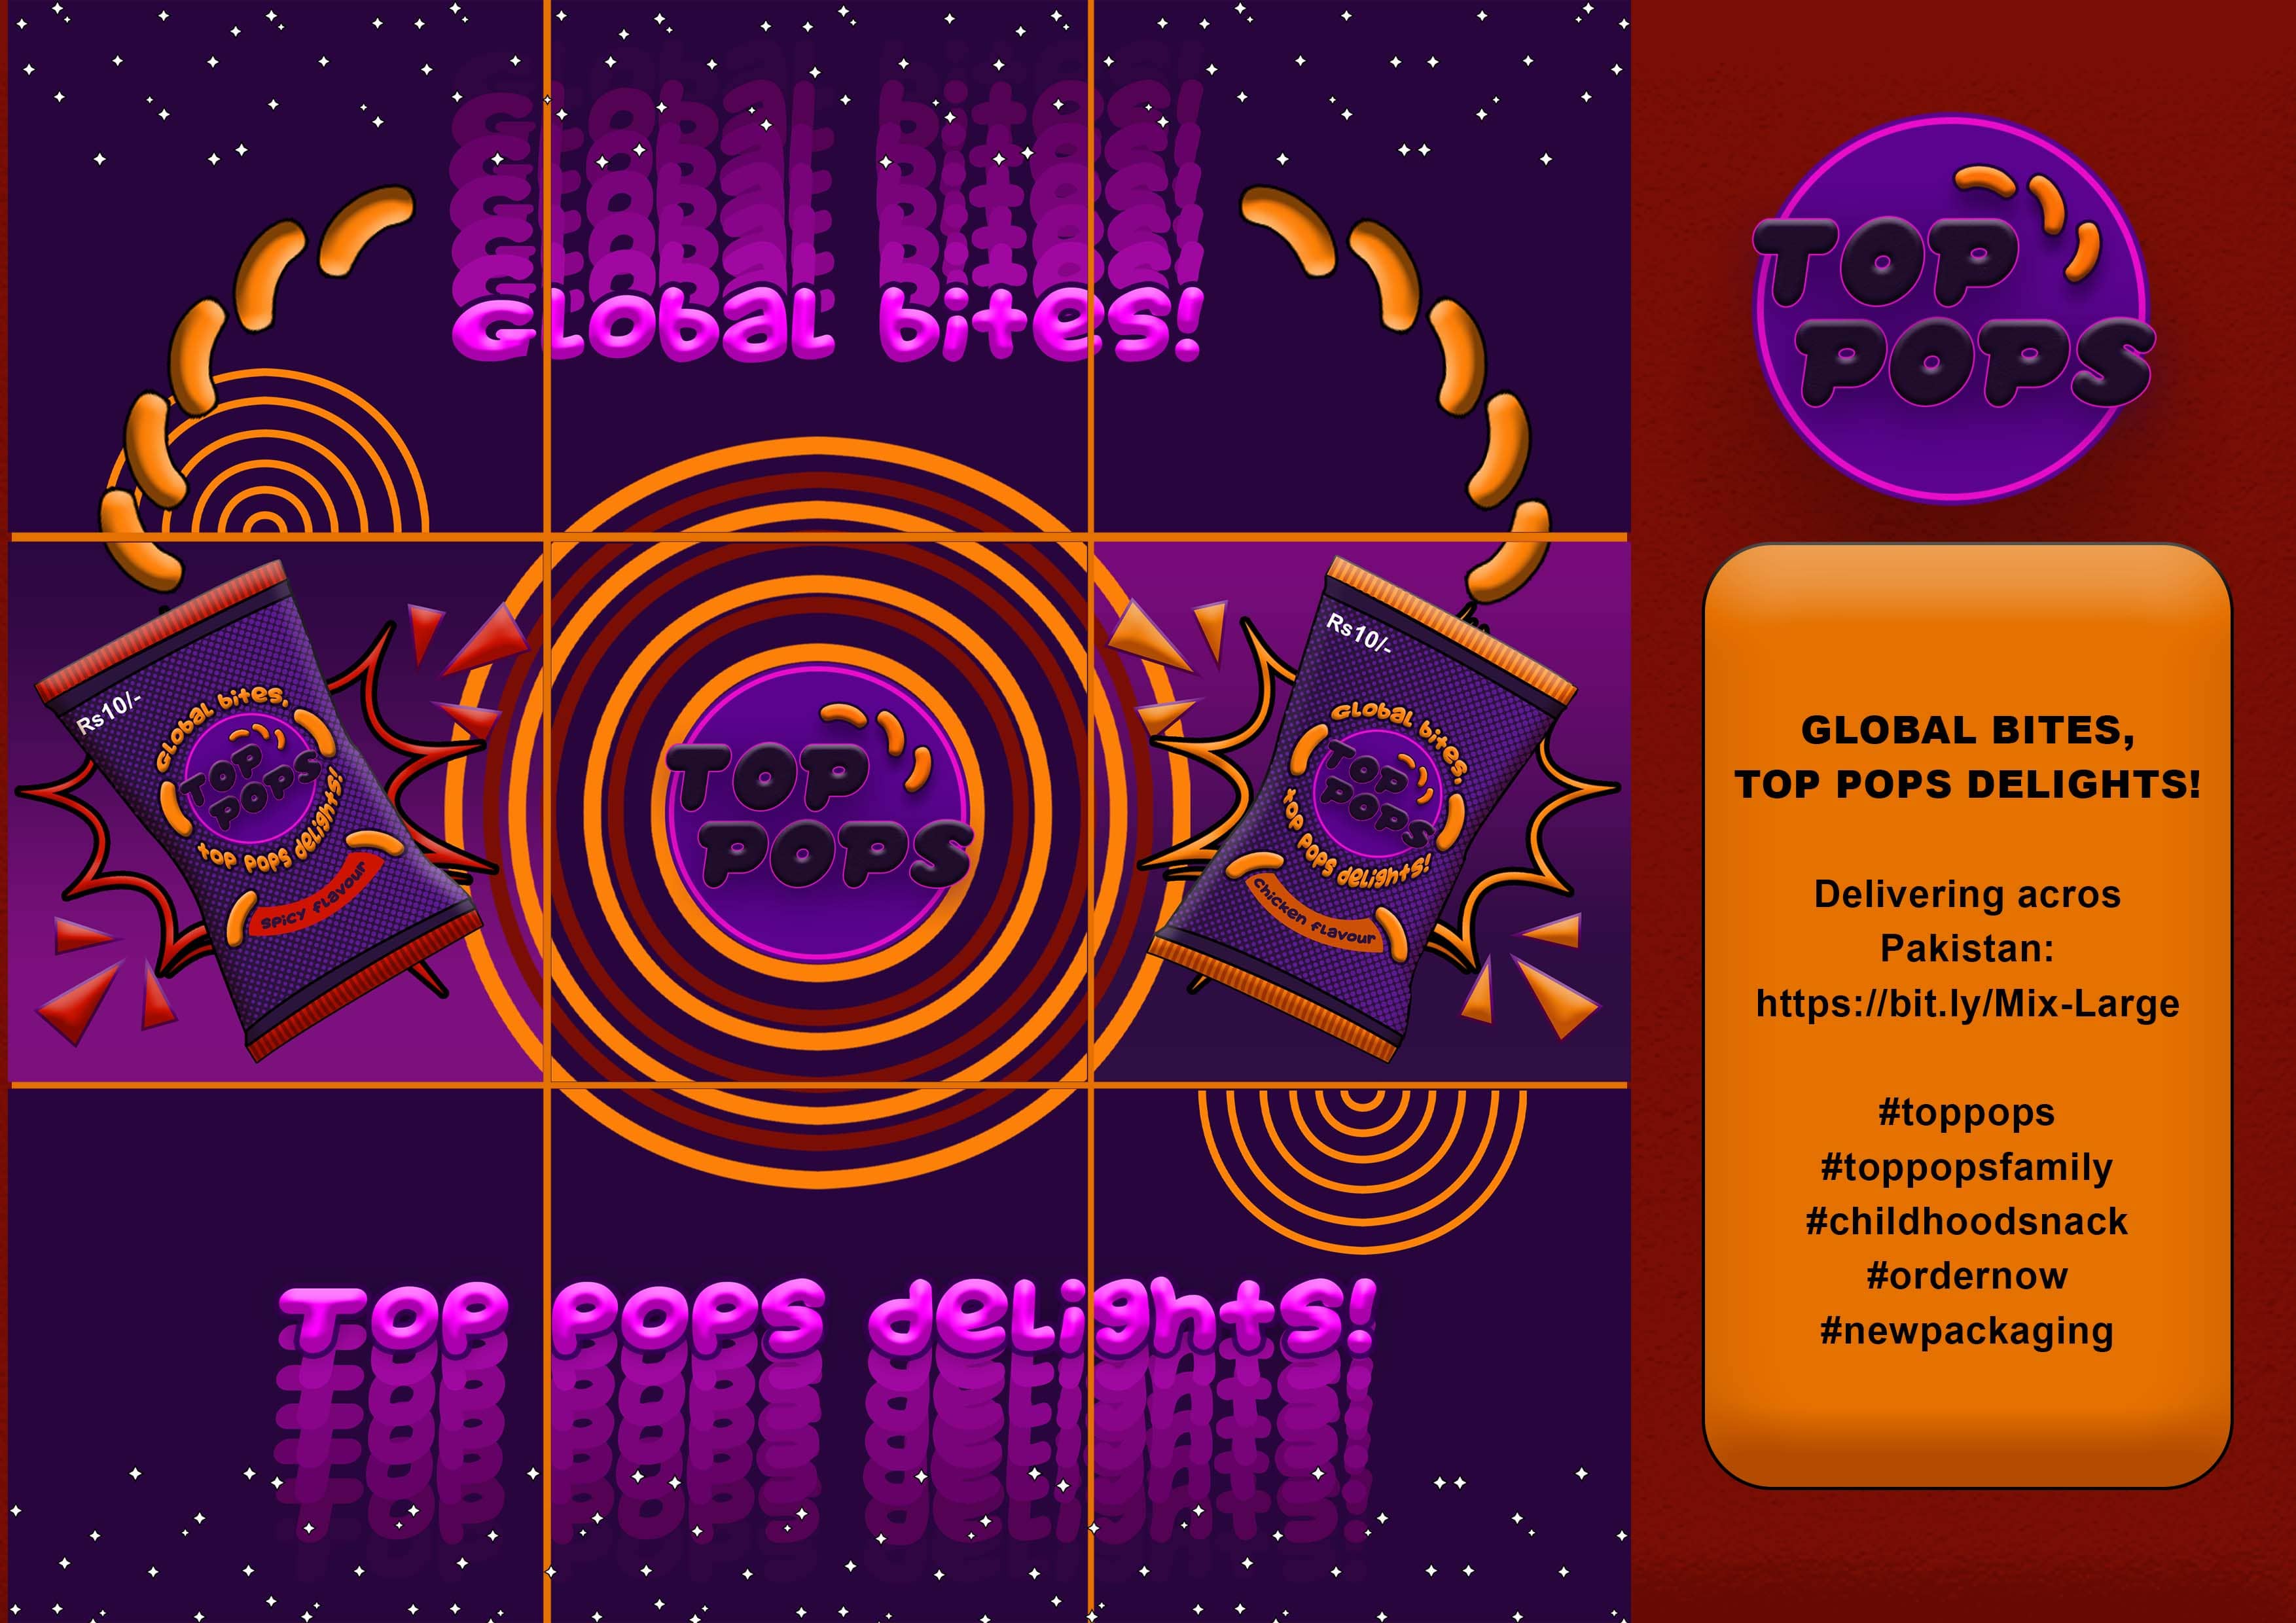 Global bites!
Rs10/-
Global bites,
TOP
POPS
top pops delights!
Spicy flavour
TOP
POPS
Rs10/-
Global bites,
TOP
POPS
top pops delights!
Chicken flavour
Top pops delights!
TOP
POPS
GLOBAL BITES,
TOP POPS DELIGHTS!
Delivering acros
Pakistan:
https://bit.ly/Mix-Large
#toppops
#toppopsfamily
#childhoodsnack
#ordernow
#newpackaging